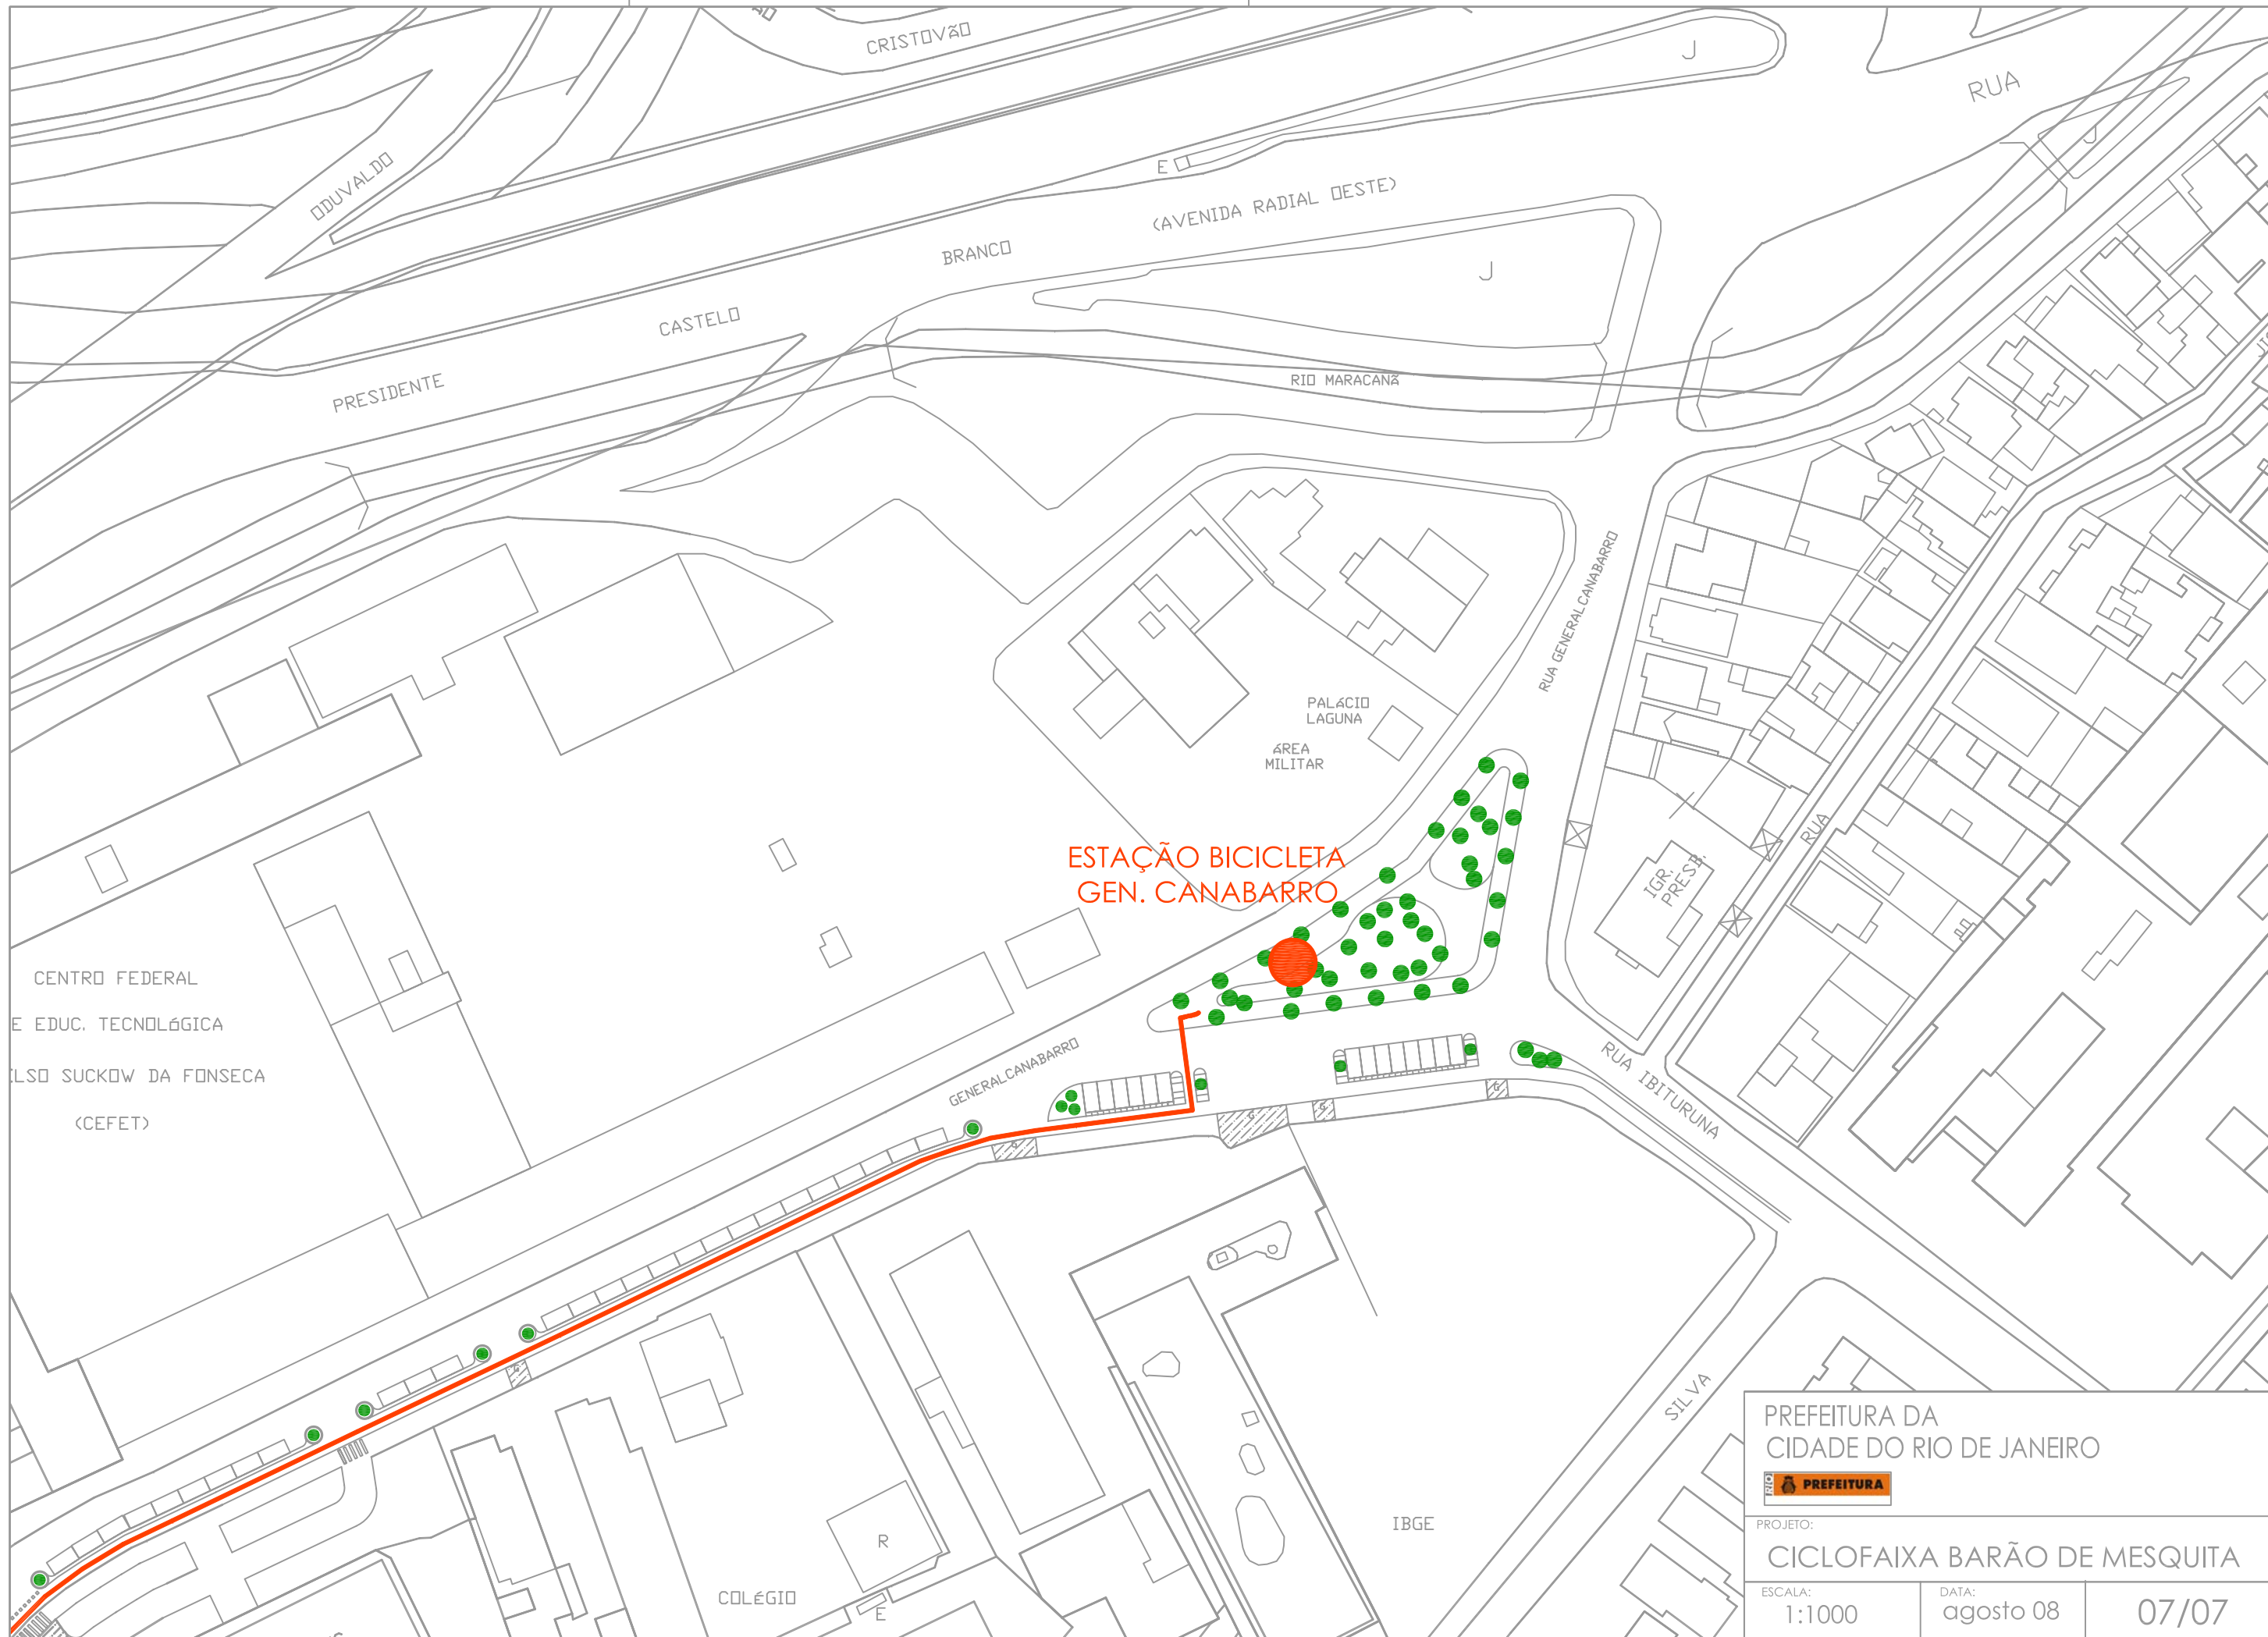 CRISTOVÃO
J
RUA
J
ODUVALDO
E
(AVENIDA RADIAL OESTE)
BRANCO
J
CASTELO
PRESIDENTE
RIO MARACANÃ
RUA GENERAL CANABARRO
PALÁCIO
LAGUNA
ÁREA
MILITAR
RUA
ESTAÇÃO BICICLETA
GEN. CANABARRO
IGR.
PRESB.
CENTRO FEDERAL
E EDUC. TECNOLÓGICA
LSO SUCKOW DA FONSECA
(CEFET)
GENERAL CANABARRO
RUA IBITURUNA
G
G
G
G
G
SILVA
IBGE
R
COLÉGIO
E
PREFEITURA DA
CIDADE DO RIO DE JANEIRO
RIO PREFEITURA
PROJETO:
CICLOFAIXA BARÃO DE MESQUITA
ESCALA:
1:1000
DATA:
agosto 08
07/07